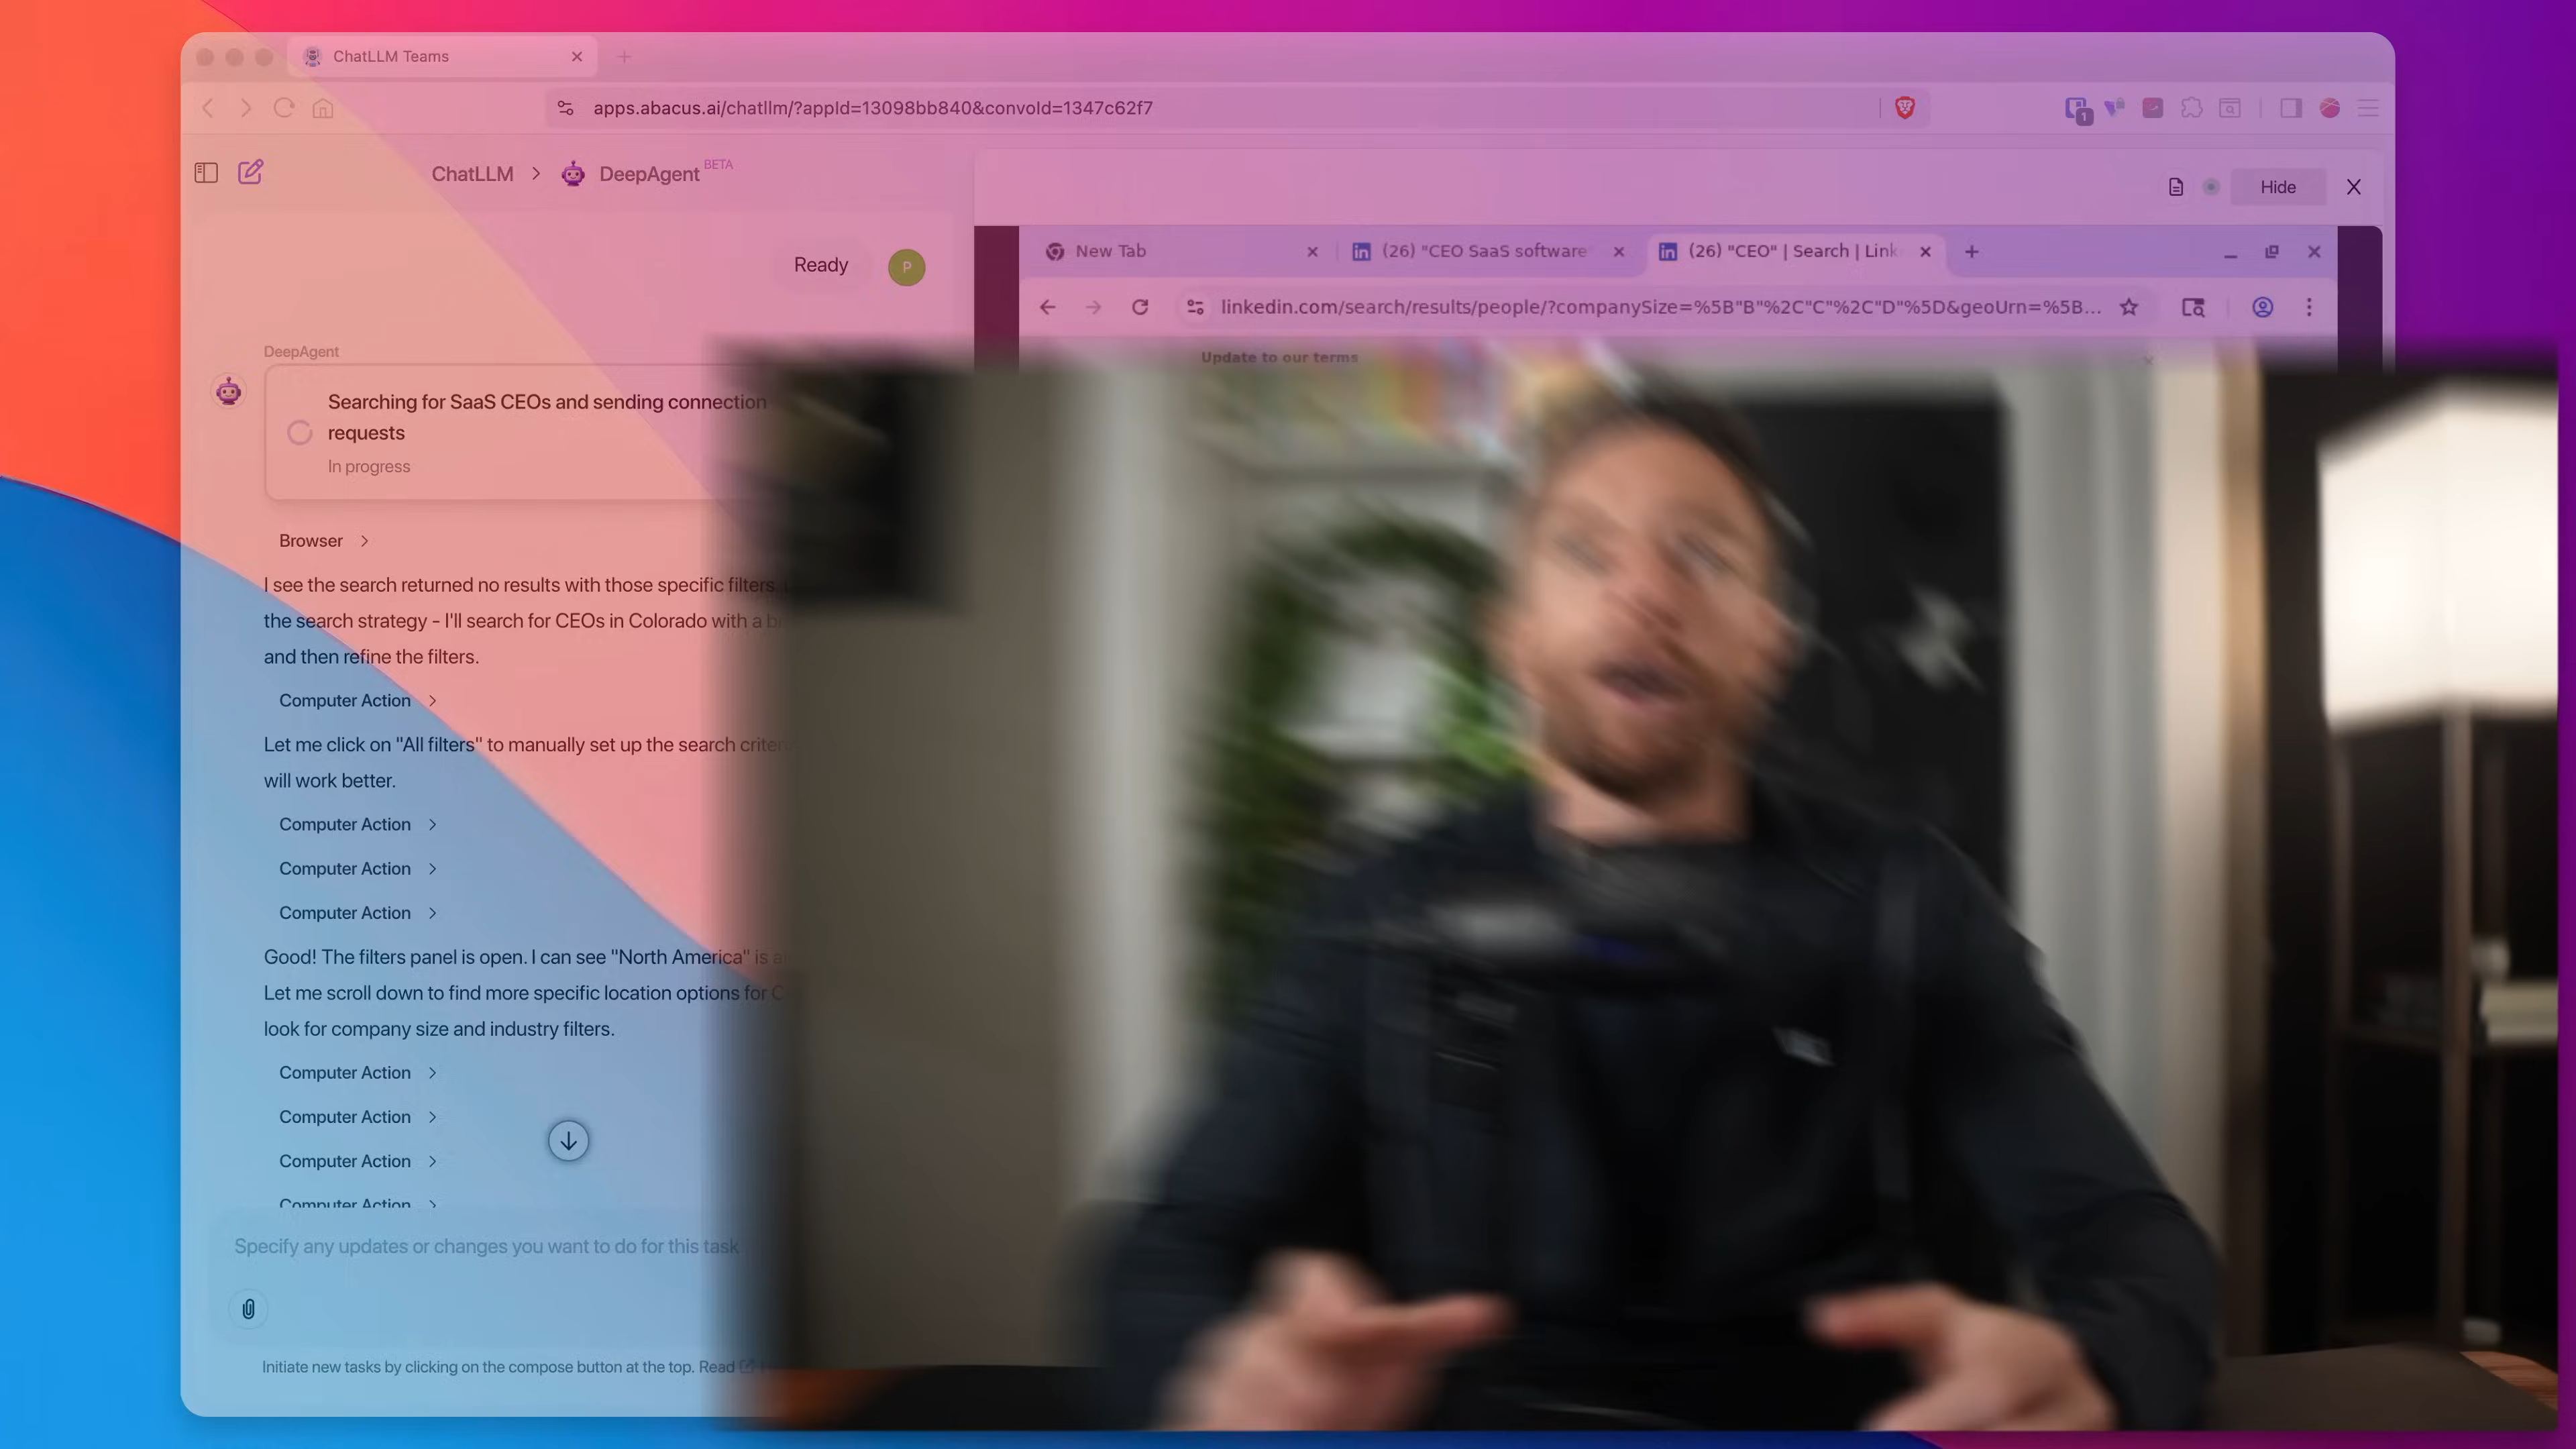 ChatLLM Teams
apps.abacus.ai/chatllm/?appId=13098bb840&convoId=1347c62f7
1
ChatLLM > DeepAgent BETA
Hide
Ready
P
New Tab
(26) "CEO SaaS software"
(26) "CEO" | Search | Link
linkedin.com/search/results/people/?companySize=%5B"B"%2C"C"%2C"D"%5D&geoUrn=%5B...
Update to our terms
DeepAgent
Searching for SaaS CEOs and sending connection
requests
In progress
Browser
I see the search returned no results with those specific filters
the search strategy - I'll search for CEOs in Colorado with a
and then refine the filters.
Computer Action
Let me click on "All filters" to manually set up the search
will work better.
Computer Action
Computer Action
Computer Action
Good! The filters panel is open. I can see "North America" is
Let me scroll down to find more specific location options for
look for company size and industry filters.
Computer Action
Computer Action
Computer Action
Computer Action
Specify any updates or changes you want to do for this task
Initiate new tasks by clicking on the compose button at the top. Read